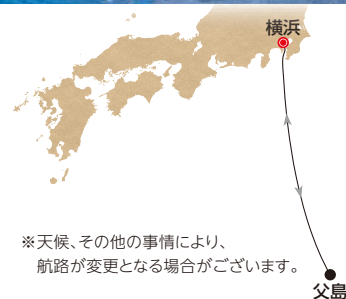 横浜
※天候、その他の事情により、
航路が変更となる場合がございます。
父島